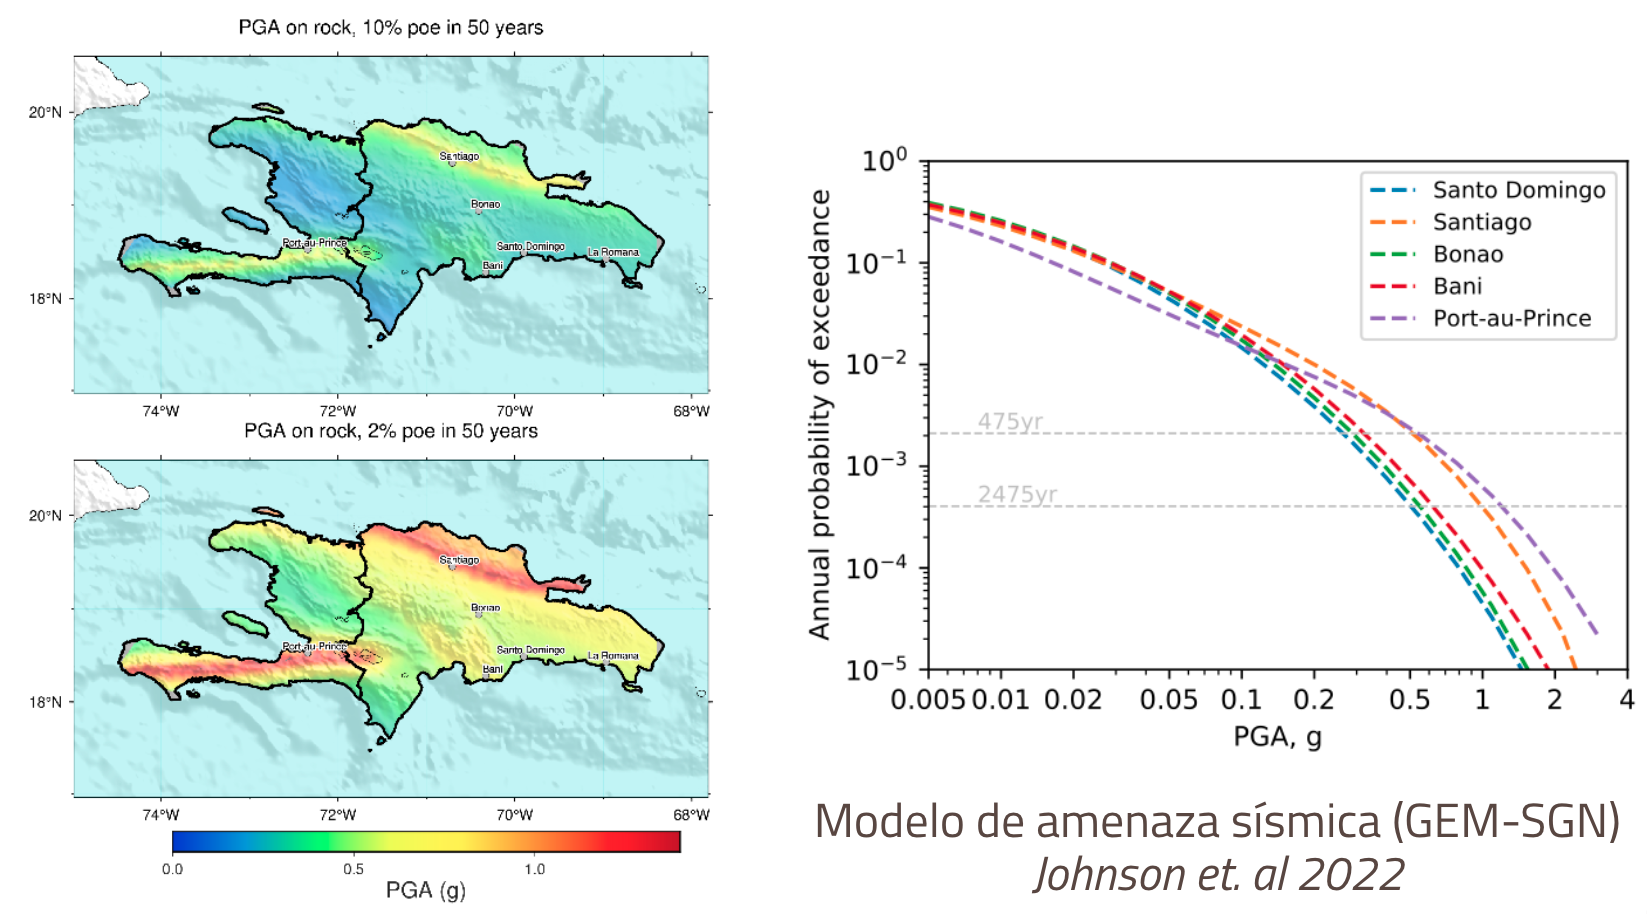 PGA on rock, 10% poe in 50 years
20°N
18°N
Santiago
Bonao
Port-au-Prince
Santo Domingo
La Romana
Bani
74°W 72°W 70°W 68°W
PGA on rock, 2% poe in 50 years
20°N
18°N
Santiago
Bonao
Port-au-Prince
Santo Domingo
La Romana
Bani
74°W 72°W 70°W 68°W
0.0 0.5 1.0
PGA (g)
Annual probability of exceedance
10⁰
10⁻¹
10⁻²
10⁻³
10⁻⁴
10⁻⁵
Santo Domingo
Santiago
Bonao
Bani
Port-au-Prince
475yr
2475yr
0.005 0.01 0.02 0.05 0.1 0.2 0.5 1 2 4
PGA, g
Modelo de amenaza sísmica (GEM-SGN)
Johnson et. al 2022